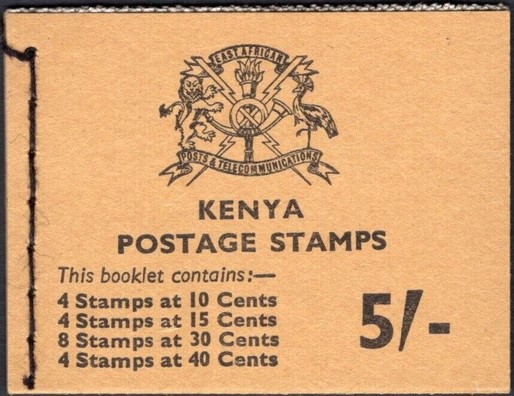 EAST AFRICAN
POSTS & TELECOMMUNICATIONS
KENYA
POSTAGE STAMPS
This booklet contains:—
4 Stamps at 10 Cents
4 Stamps at 15 Cents
8 Stamps at 30 Cents
4 Stamps at 40 Cents
5/-